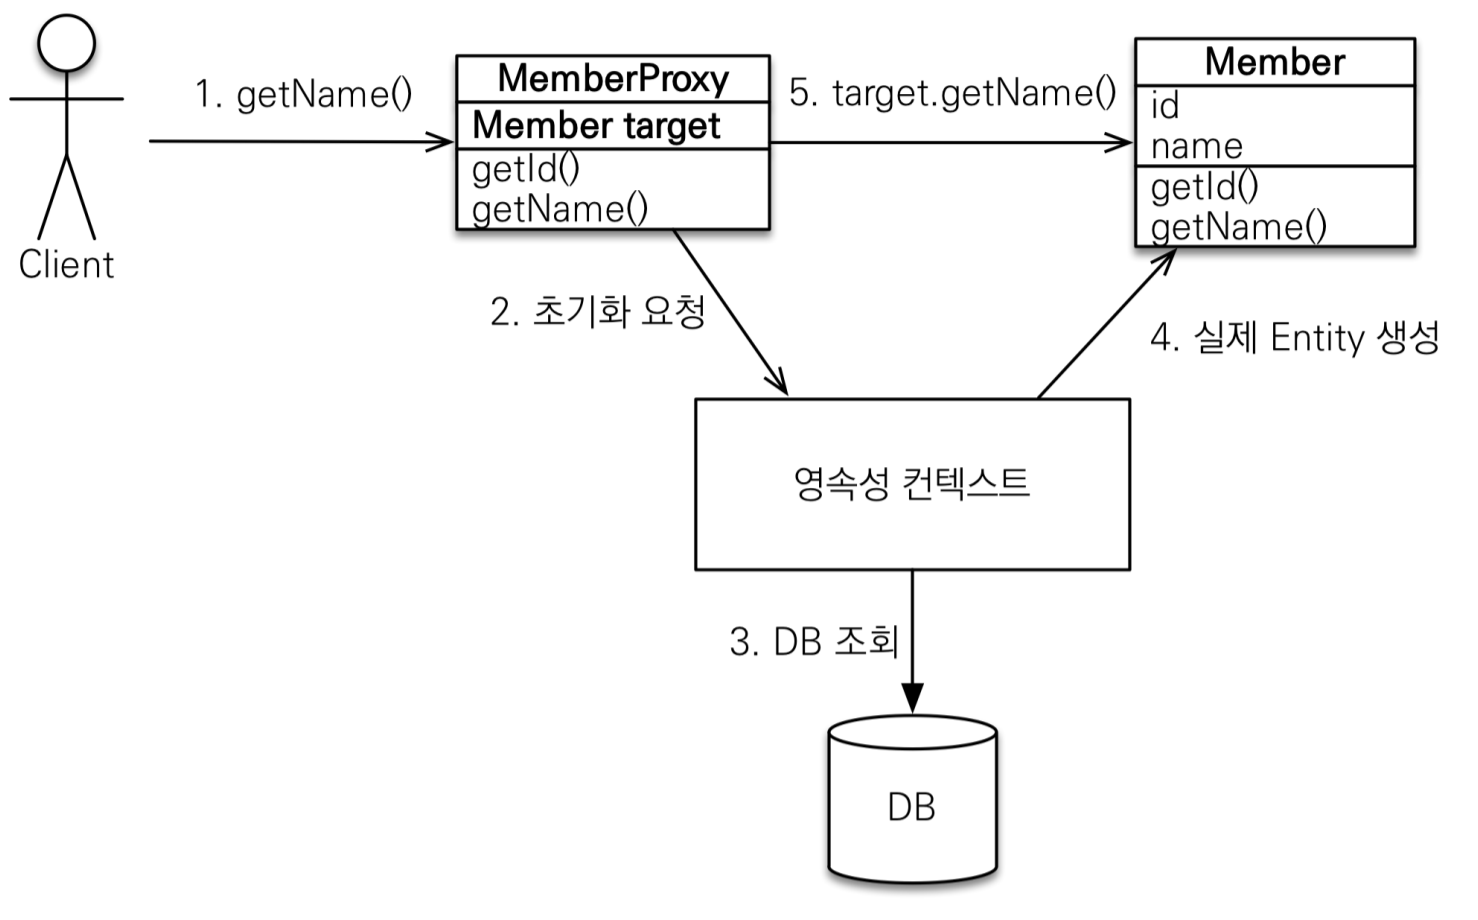 1. getName()
MemberProxy
Member target
getId()
getName()
5. target.getName()
Member
id
name
getId()
getName()
Client
2. 초기화 요청
4. 실제 Entity 생성
영속성 컨텍스트
3. DB 조회
DB